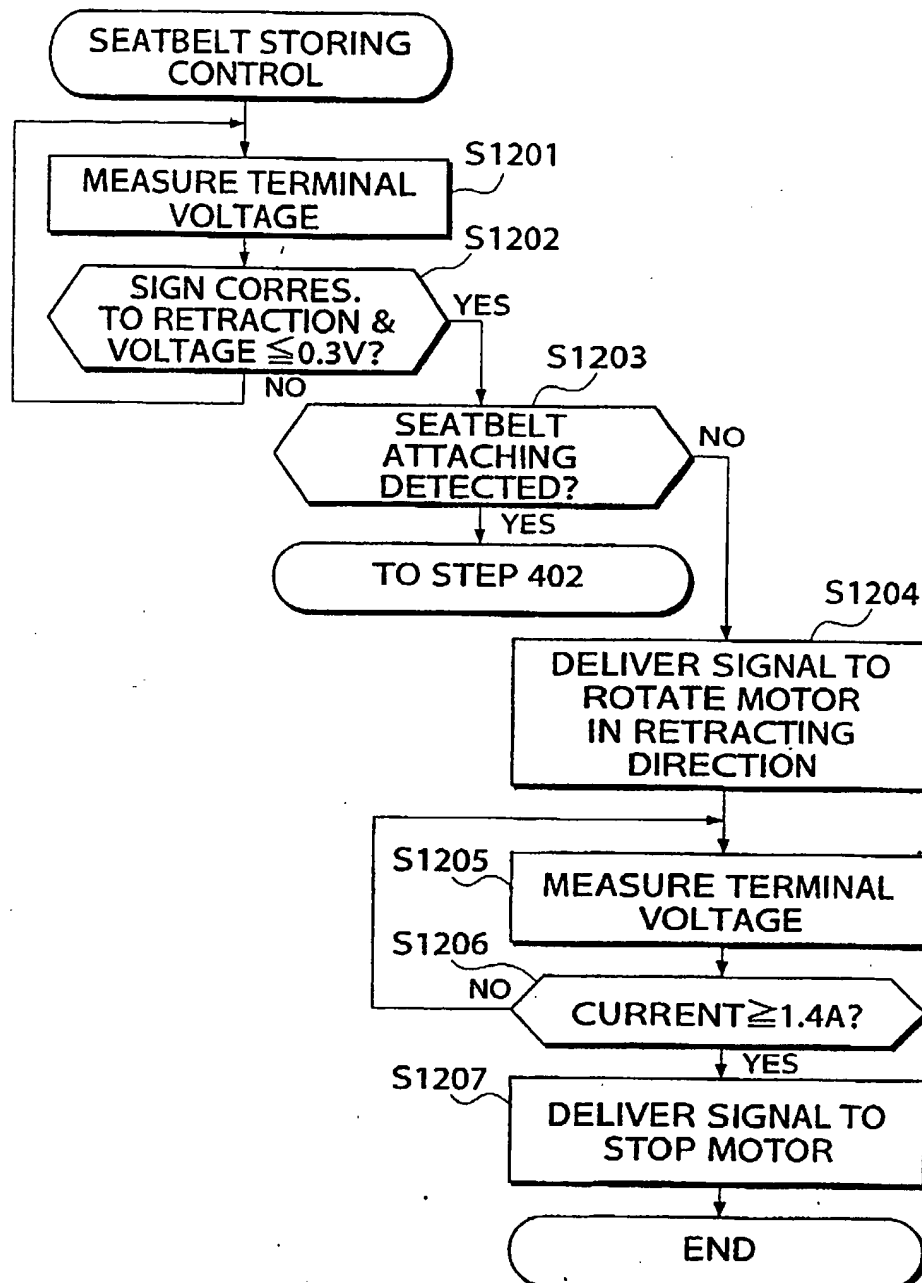 SEATBELT STORING
CONTROL
S1201
MEASURE TERMINAL
VOLTAGE
S1202
SIGN CORRES.
TO RETRACTION &
VOLTAGE ≦0.3V?
YES
NO
S1203
SEATBELT
ATTACHING
DETECTED?
NO
YES
TO STEP 402
S1204
DELIVER SIGNAL TO
ROTATE MOTOR
IN RETRACTING
DIRECTION
S1205
MEASURE TERMINAL
VOLTAGE
S1206
NO
CURRENT≧1.4A?
YES
S1207
DELIVER SIGNAL TO
STOP MOTOR
END